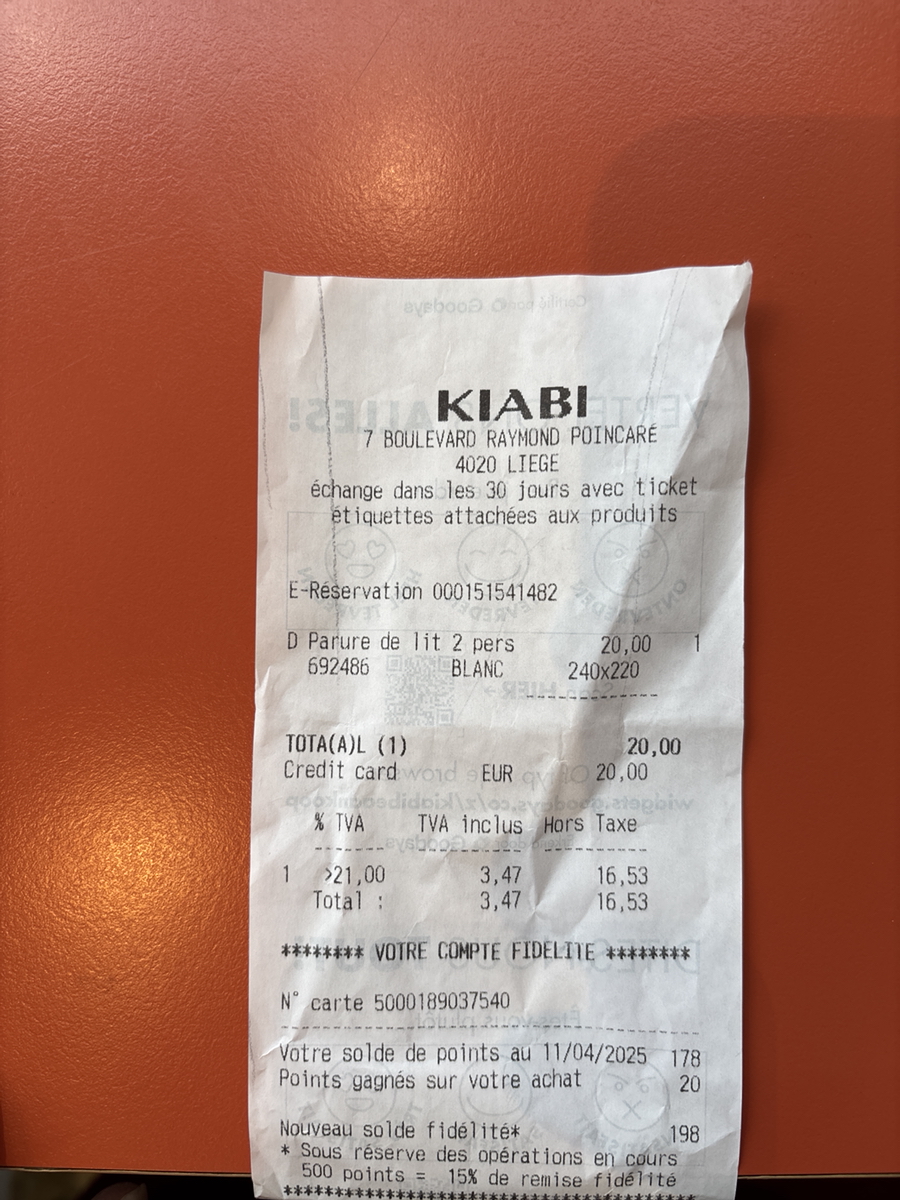 KIABI
7 BOULEVARD RAYMOND POINCARÉ
4020 LIEGE
échange dans les 30 jours avec ticket
étiquettes attachées aux produits
E-Réservation 000151541482
D Parure de lit 2 pers 20,00 1
692486 BLANC 240x220
------------
TOTA(A)L (1) 20,00
Credit card EUR 20,00
% TVA TVA inclus Hors Taxe
1 >21,00 3,47 16,53
Total : 3,47 16,53
******** VOTRE COMPTE FIDELITE ********
N° carte 5000189037540
Votre solde de points au 11/04/2025 178
Points gagnés sur votre achat 20
Nouveau solde fidélité* 198
* Sous réserve des opérations en cours
500 points = 15% de remise fidélité